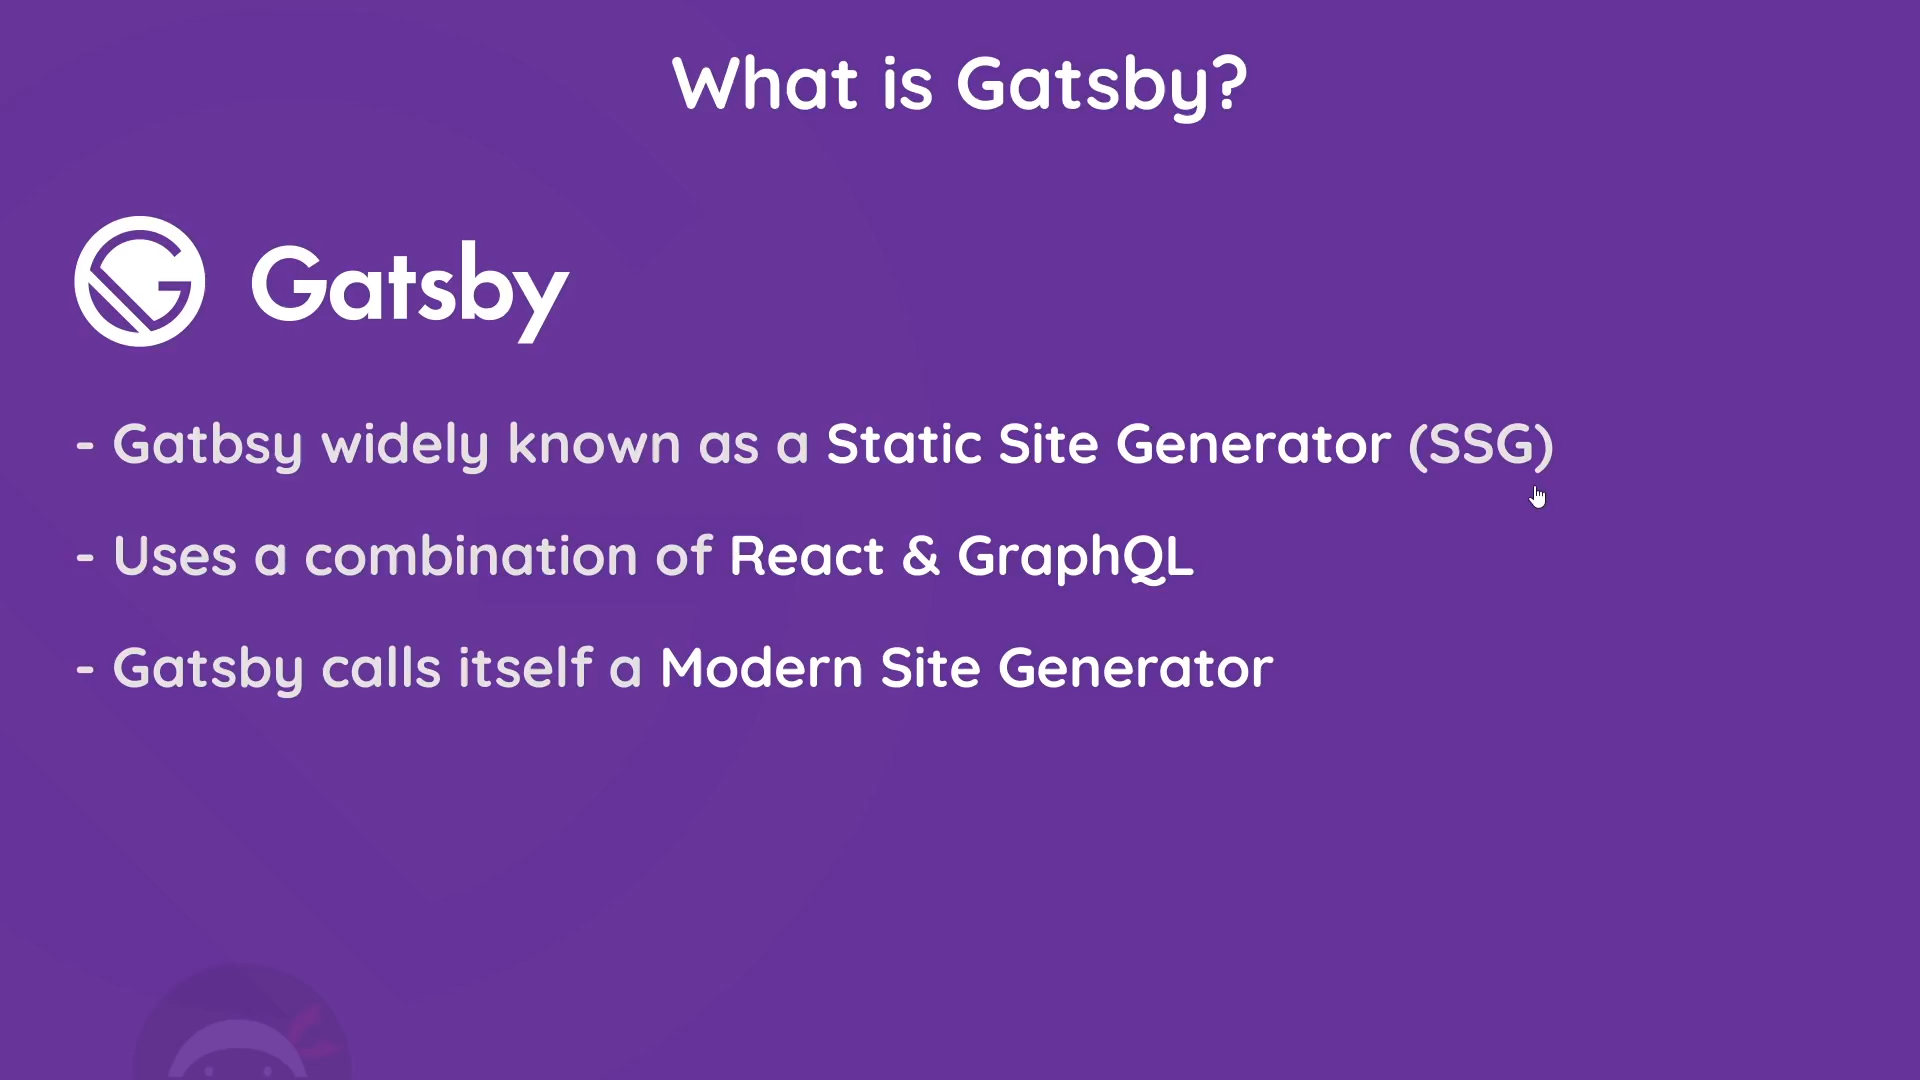 What is Gatsby?
Gatsby
- Gatbsy widely known as a Static Site Generator (SSG)
- Uses a combination of React & GraphQL
- Gatsby calls itself a Modern Site Generator